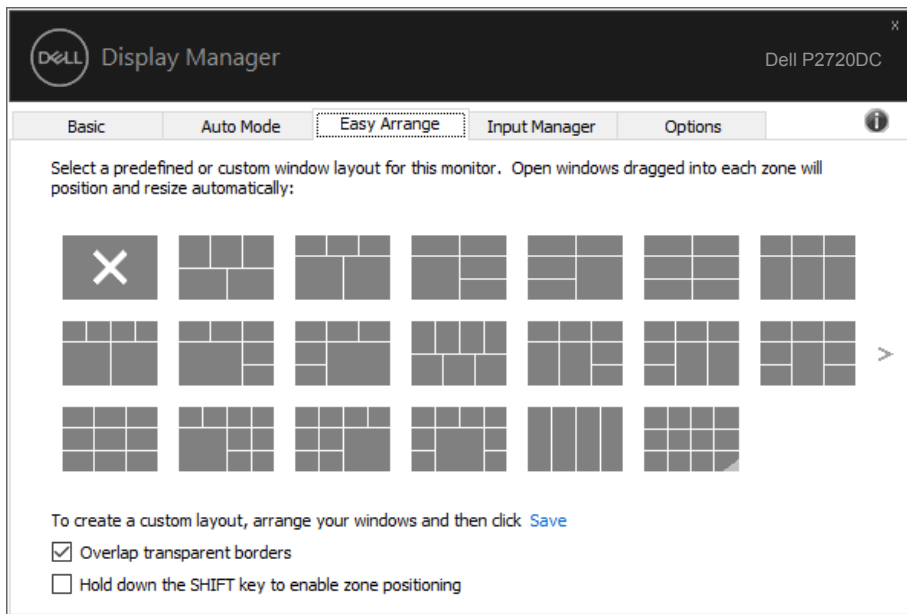 x
DELL Display Manager
Dell P2720DC
Basic Auto Mode Easy Arrange Input Manager Options
Select a predefined or custom window layout for this monitor. Open windows dragged into each zone will
position and resize automatically:
>
To create a custom layout, arrange your windows and then click Save
Overlap transparent borders
Hold down the SHIFT key to enable zone positioning